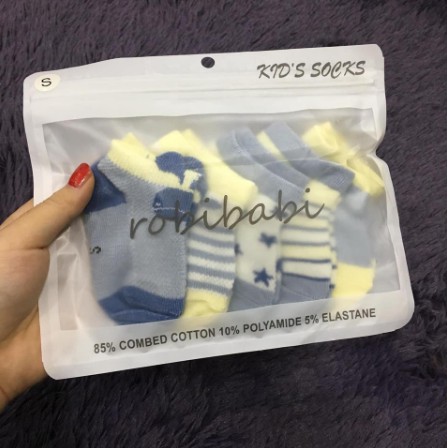 S
KID'S SOCKS
robibabi
85% COMBED COTTON 10% POLYAMIDE 5% ELASTANE